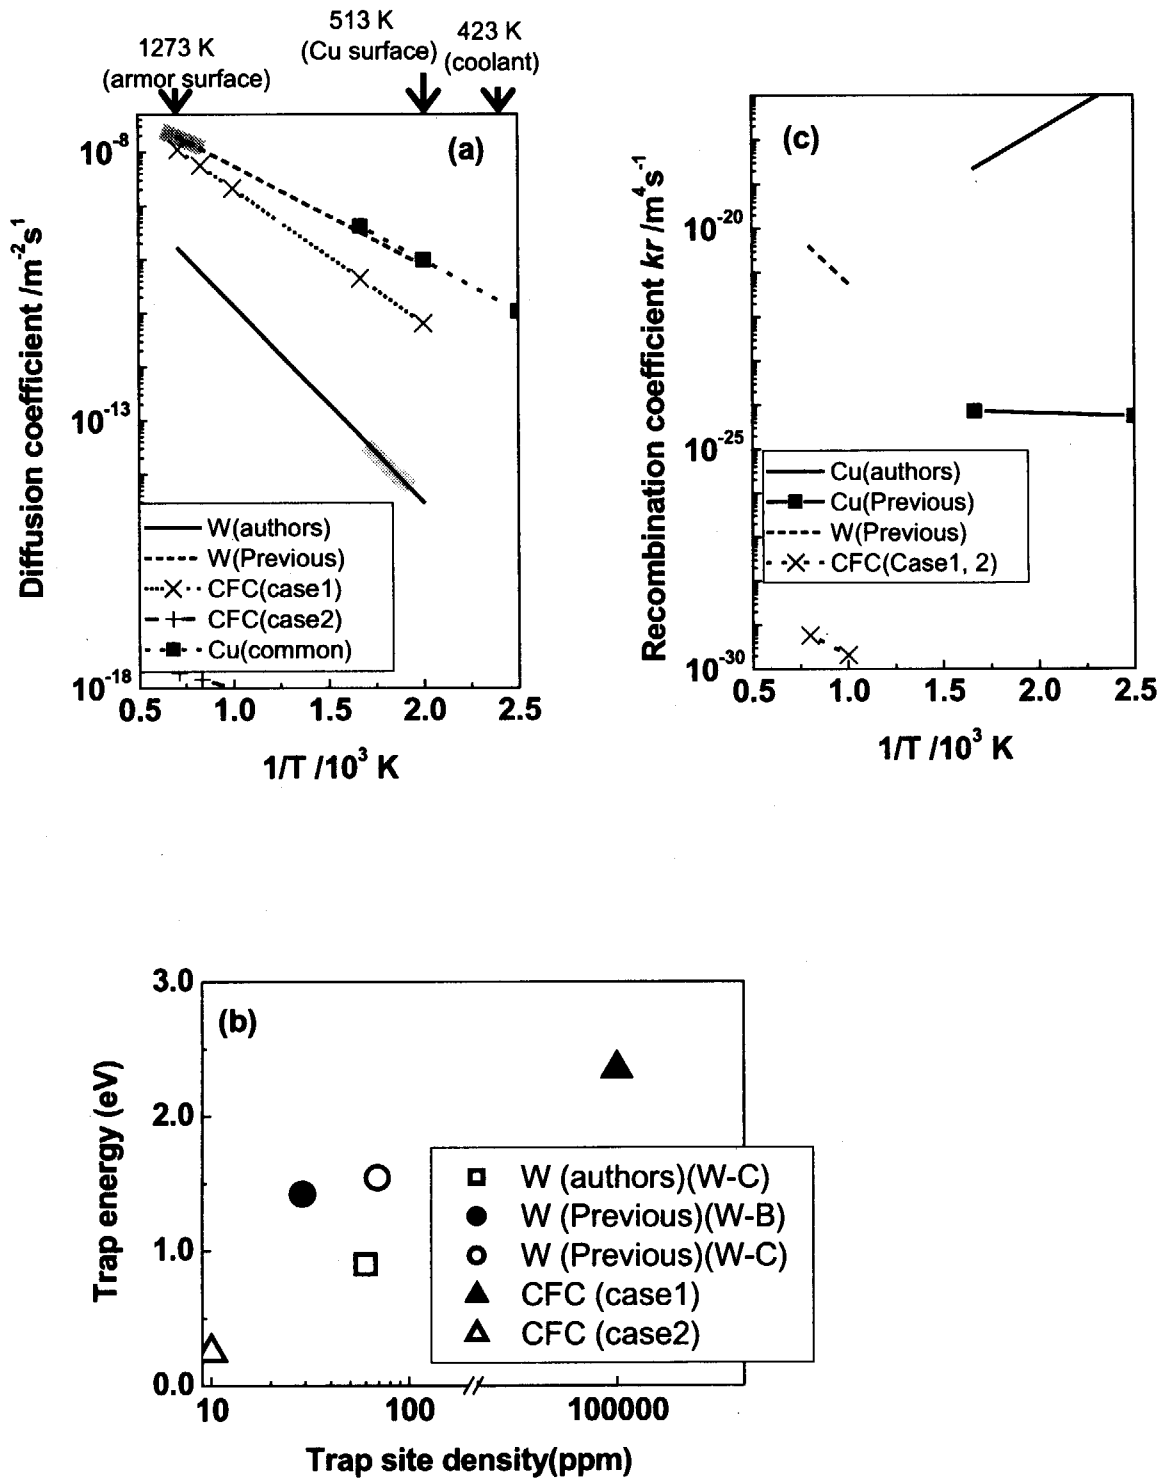 1273 K
(armor surface)
513 K
(Cu surface)
423 K
(coolant)
(a)
Diffusion coefficient /m-2s1
10-8
10-13
10-18
W(authors)
W(Previous)
CFC(case1)
CFC(case2)
Cu(common)
0.5 1.0 1.5 2.0 2.5
1/T /103 K
(c)
Recombination coefficient kr /m4s-1
10-20
10-25
10-30
Cu(authors)
Cu(Previous)
W(Previous)
CFC(Case1, 2)
0.5 1.0 1.5 2.0 2.5
1/T /103 K
(b)
Trap energy (eV)
3.0
2.0
1.0
0.0
W (authors)(W-C)
W (Previous)(W-B)
W (Previous)(W-C)
CFC (case1)
CFC (case2)
10 100 100000
Trap site density(ppm)